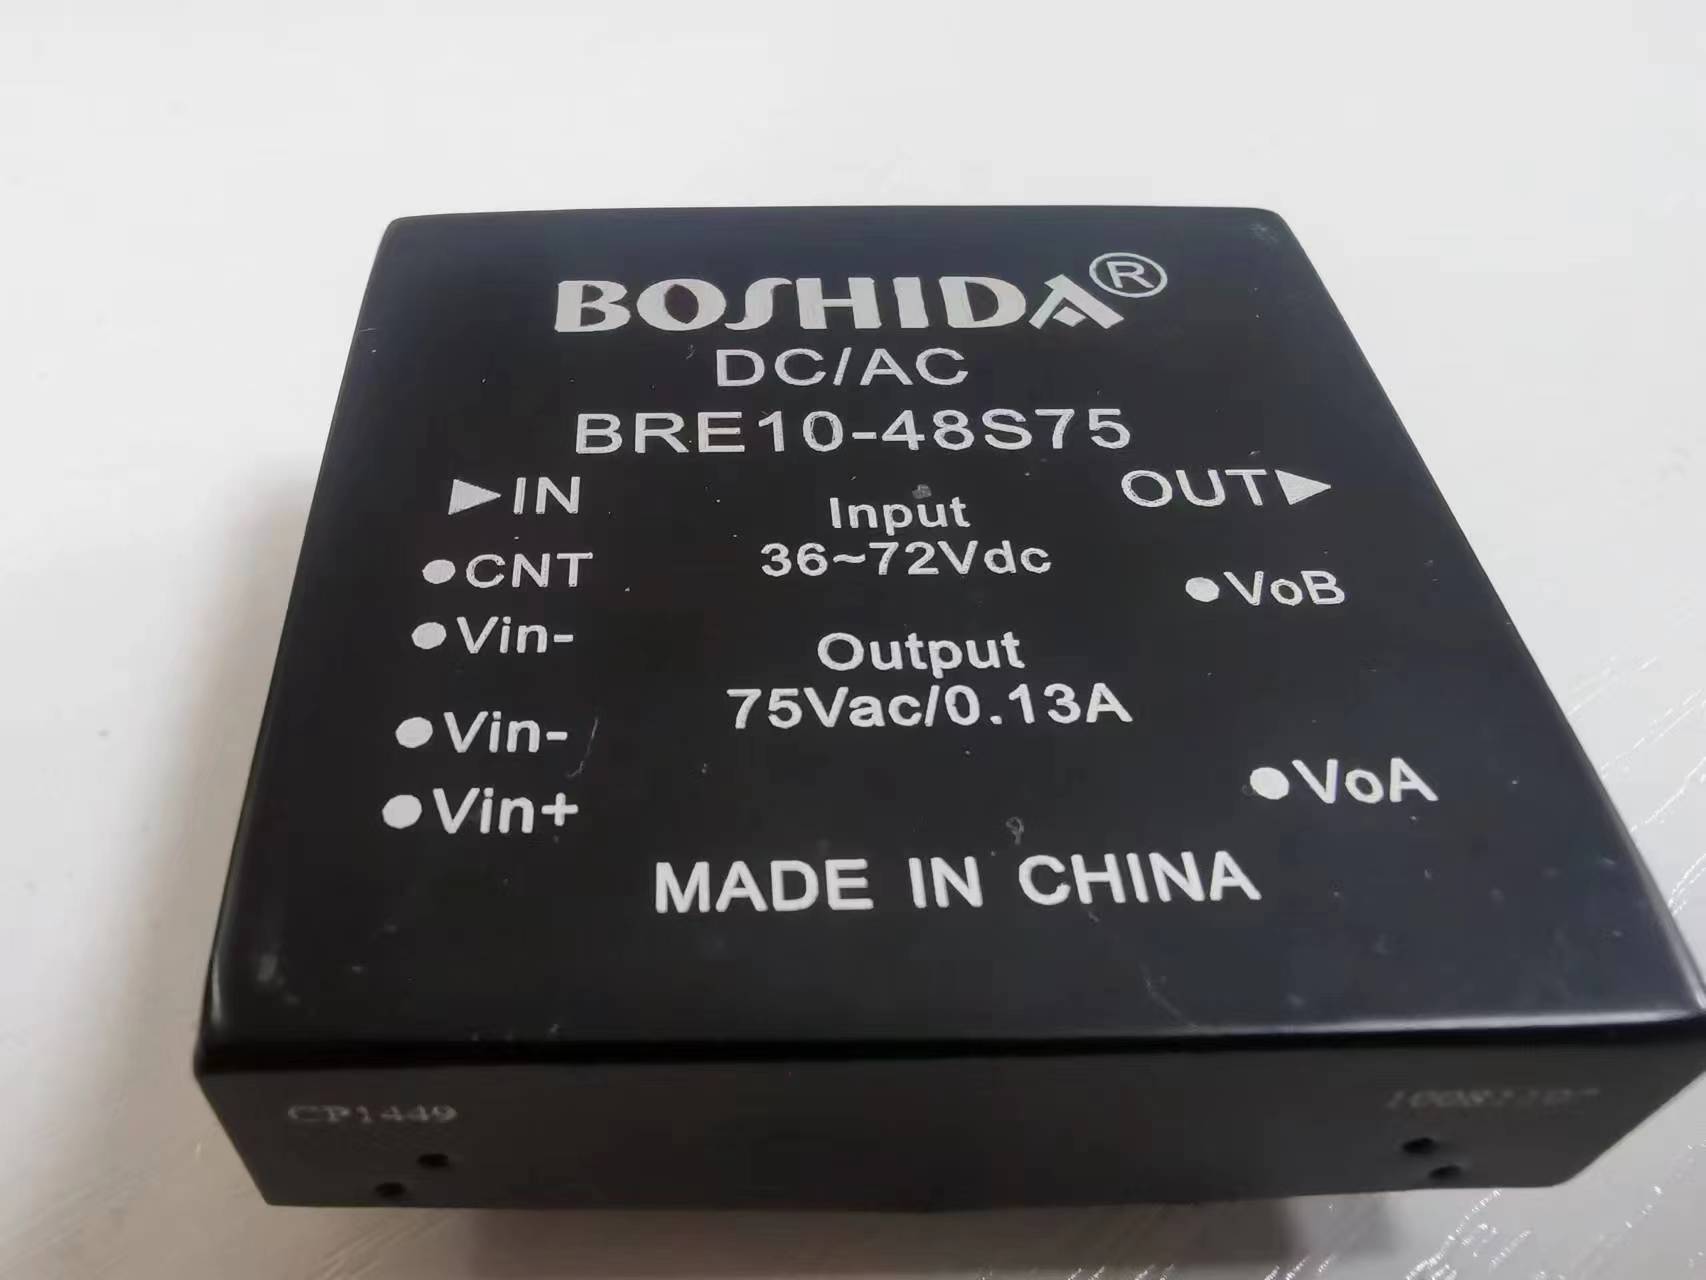 BOSHIDA®
DC/AC
BRE10-48S75
▶IN
OUT▶
Input
36~72Vdc
●CNT
●VoB
●Vin-
Output
75Vac/0.13A
●Vin-
●VoA
●Vin+
MADE IN CHINA
CP1449